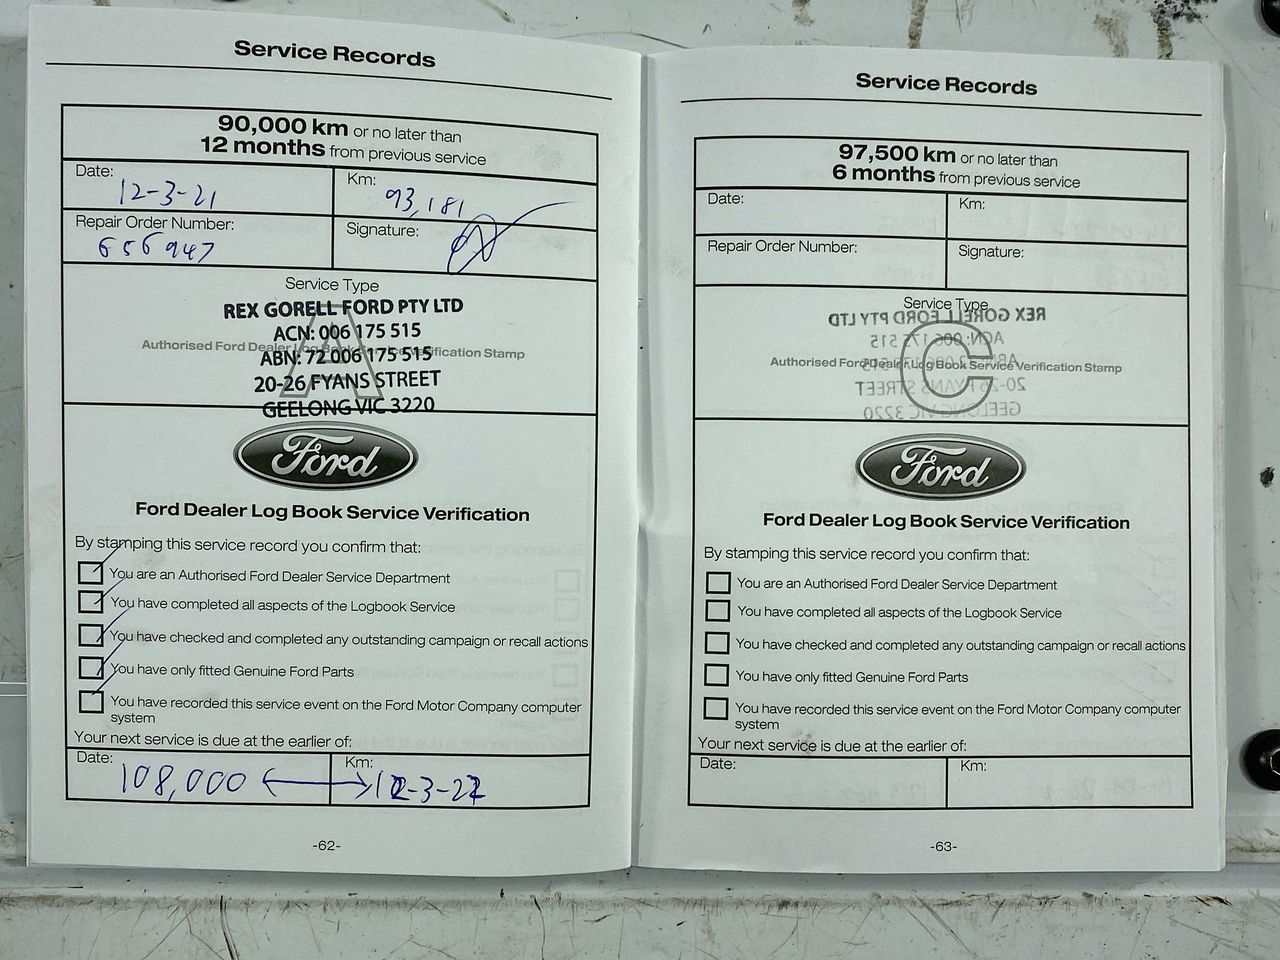 Service Records
90,000 km or no later than
12 months from previous service
Date:
12-3-21
Km:
93,181
Repair Order Number:
656947
Signature:
Service Type
A
REX GORELL FORD PTY LTD
ACN: 006 175 515
Authorised Ford Dealer Log Book Service Verification Stamp
ABN: 72 006 175 515
20-26 FYANS STREET
GEELONG VIC 3220
Ford
Ford Dealer Log Book Service Verification
By stamping this service record you confirm that:
You are an Authorised Ford Dealer Service Department
You have completed all aspects of the Logbook Service
You have checked and completed any outstanding campaign or recall actions
You have only fitted Genuine Ford Parts
You have recorded this service event on the Ford Motor Company computer
system
Your next service is due at the earlier of:
Date:
108,000
Km:
12-3-22
-62-
Service Records
97,500 km or no later than
6 months from previous service
Date:
Km:
Repair Order Number:
Signature:
Service Type
C
Authorised Ford Dealer Log Book Service Verification Stamp
Ford
Ford Dealer Log Book Service Verification
By stamping this service record you confirm that:
You are an Authorised Ford Dealer Service Department
You have completed all aspects of the Logbook Service
You have checked and completed any outstanding campaign or recall actions
You have only fitted Genuine Ford Parts
You have recorded this service event on the Ford Motor Company computer
system
Your next service is due at the earlier of:
Date:
Km:
-63-